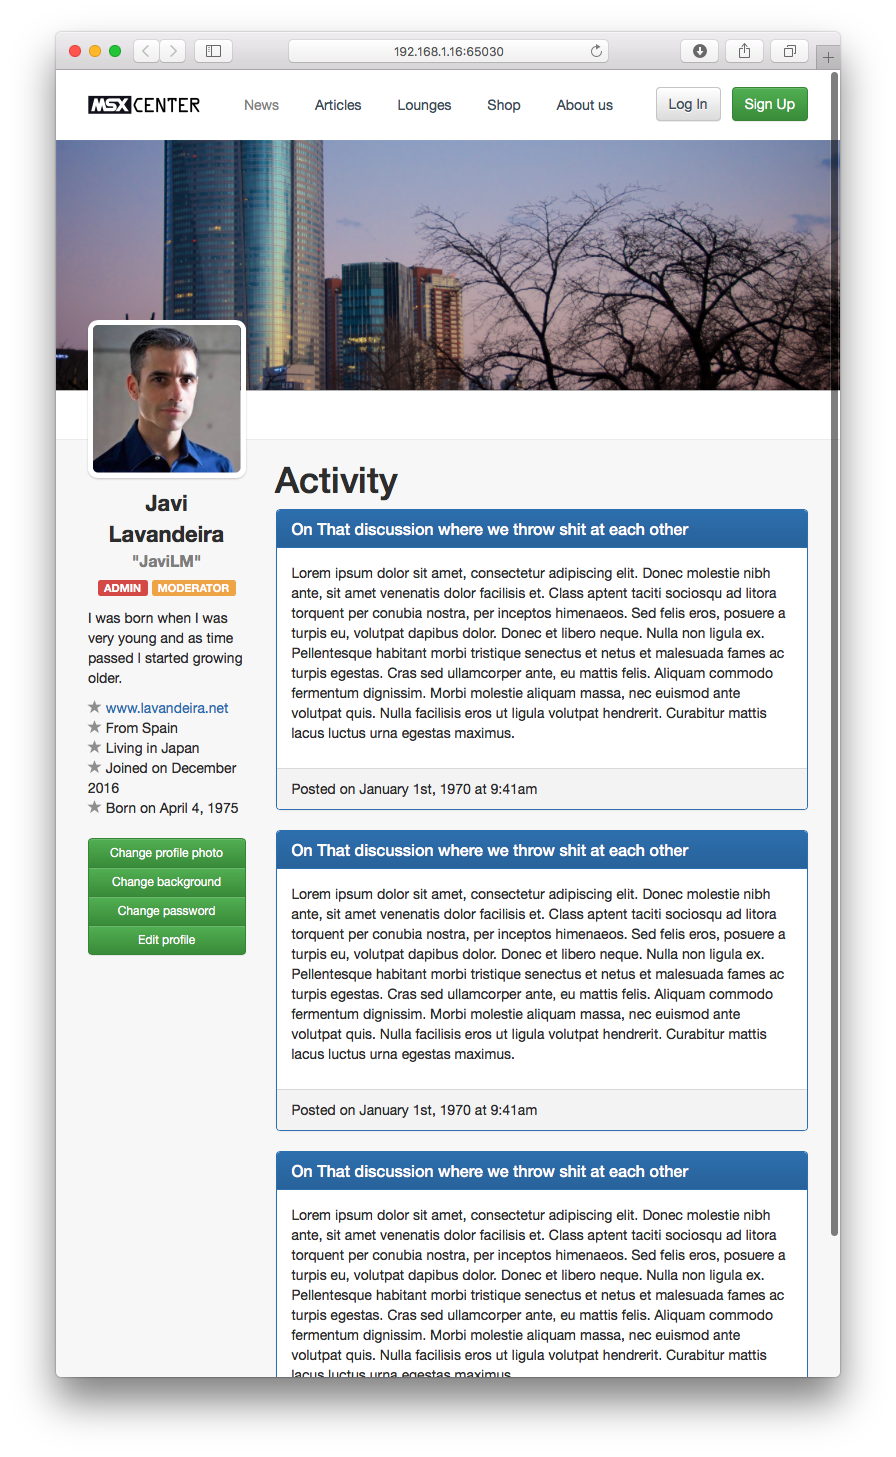 192.168.1.16:65030
MSX CENTER
News Articles Lounges Shop About us Log In Sign Up
Javi
Lavandeira
"JaviLM"
ADMIN MODERATOR
I was born when I was
very young and as time
passed I started growing
older.
www.lavandeira.net
From Spain
Living in Japan
Joined on December
2016
Born on April 4, 1975
Change profile photo
Change background
Change password
Edit profile
Activity
On That discussion where we throw shit at each other
Lorem ipsum dolor sit amet, consectetur adipiscing elit. Donec molestie nibh
ante, sit amet venenatis dolor facilisis et. Class aptent taciti sociosqu ad litora
torquent per conubia nostra, per inceptos himenaeos. Sed felis eros, posuere a
turpis eu, volutpat dapibus dolor. Donec et libero neque. Nulla non ligula ex.
Pellentesque habitant morbi tristique senectus et netus et malesuada fames ac
turpis egestas. Cras sed ullamcorper ante, eu mattis felis. Aliquam commodo
fermentum dignissim. Morbi molestie aliquam massa, nec euismod ante
volutpat quis. Nulla facilisis eros ut ligula volutpat hendrerit. Curabitur mattis
lacus luctus urna egestas maximus.
Posted on January 1st, 1970 at 9:41am
On That discussion where we throw shit at each other
Lorem ipsum dolor sit amet, consectetur adipiscing elit. Donec molestie nibh
ante, sit amet venenatis dolor facilisis et. Class aptent taciti sociosqu ad litora
torquent per conubia nostra, per inceptos himenaeos. Sed felis eros, posuere a
turpis eu, volutpat dapibus dolor. Donec et libero neque. Nulla non ligula ex.
Pellentesque habitant morbi tristique senectus et netus et malesuada fames ac
turpis egestas. Cras sed ullamcorper ante, eu mattis felis. Aliquam commodo
fermentum dignissim. Morbi molestie aliquam massa, nec euismod ante
volutpat quis. Nulla facilisis eros ut ligula volutpat hendrerit. Curabitur mattis
lacus luctus urna egestas maximus.
Posted on January 1st, 1970 at 9:41am
On That discussion where we throw shit at each other
Lorem ipsum dolor sit amet, consectetur adipiscing elit. Donec molestie nibh
ante, sit amet venenatis dolor facilisis et. Class aptent taciti sociosqu ad litora
torquent per conubia nostra, per inceptos himenaeos. Sed felis eros, posuere a
turpis eu, volutpat dapibus dolor. Donec et libero neque. Nulla non ligula ex.
Pellentesque habitant morbi tristique senectus et netus et malesuada fames ac
turpis egestas. Cras sed ullamcorper ante, eu mattis felis. Aliquam commodo
fermentum dignissim. Morbi molestie aliquam massa, nec euismod ante
volutpat quis. Nulla facilisis eros ut ligula volutpat hendrerit. Curabitur mattis
lacus luctus urna egestas maximus.